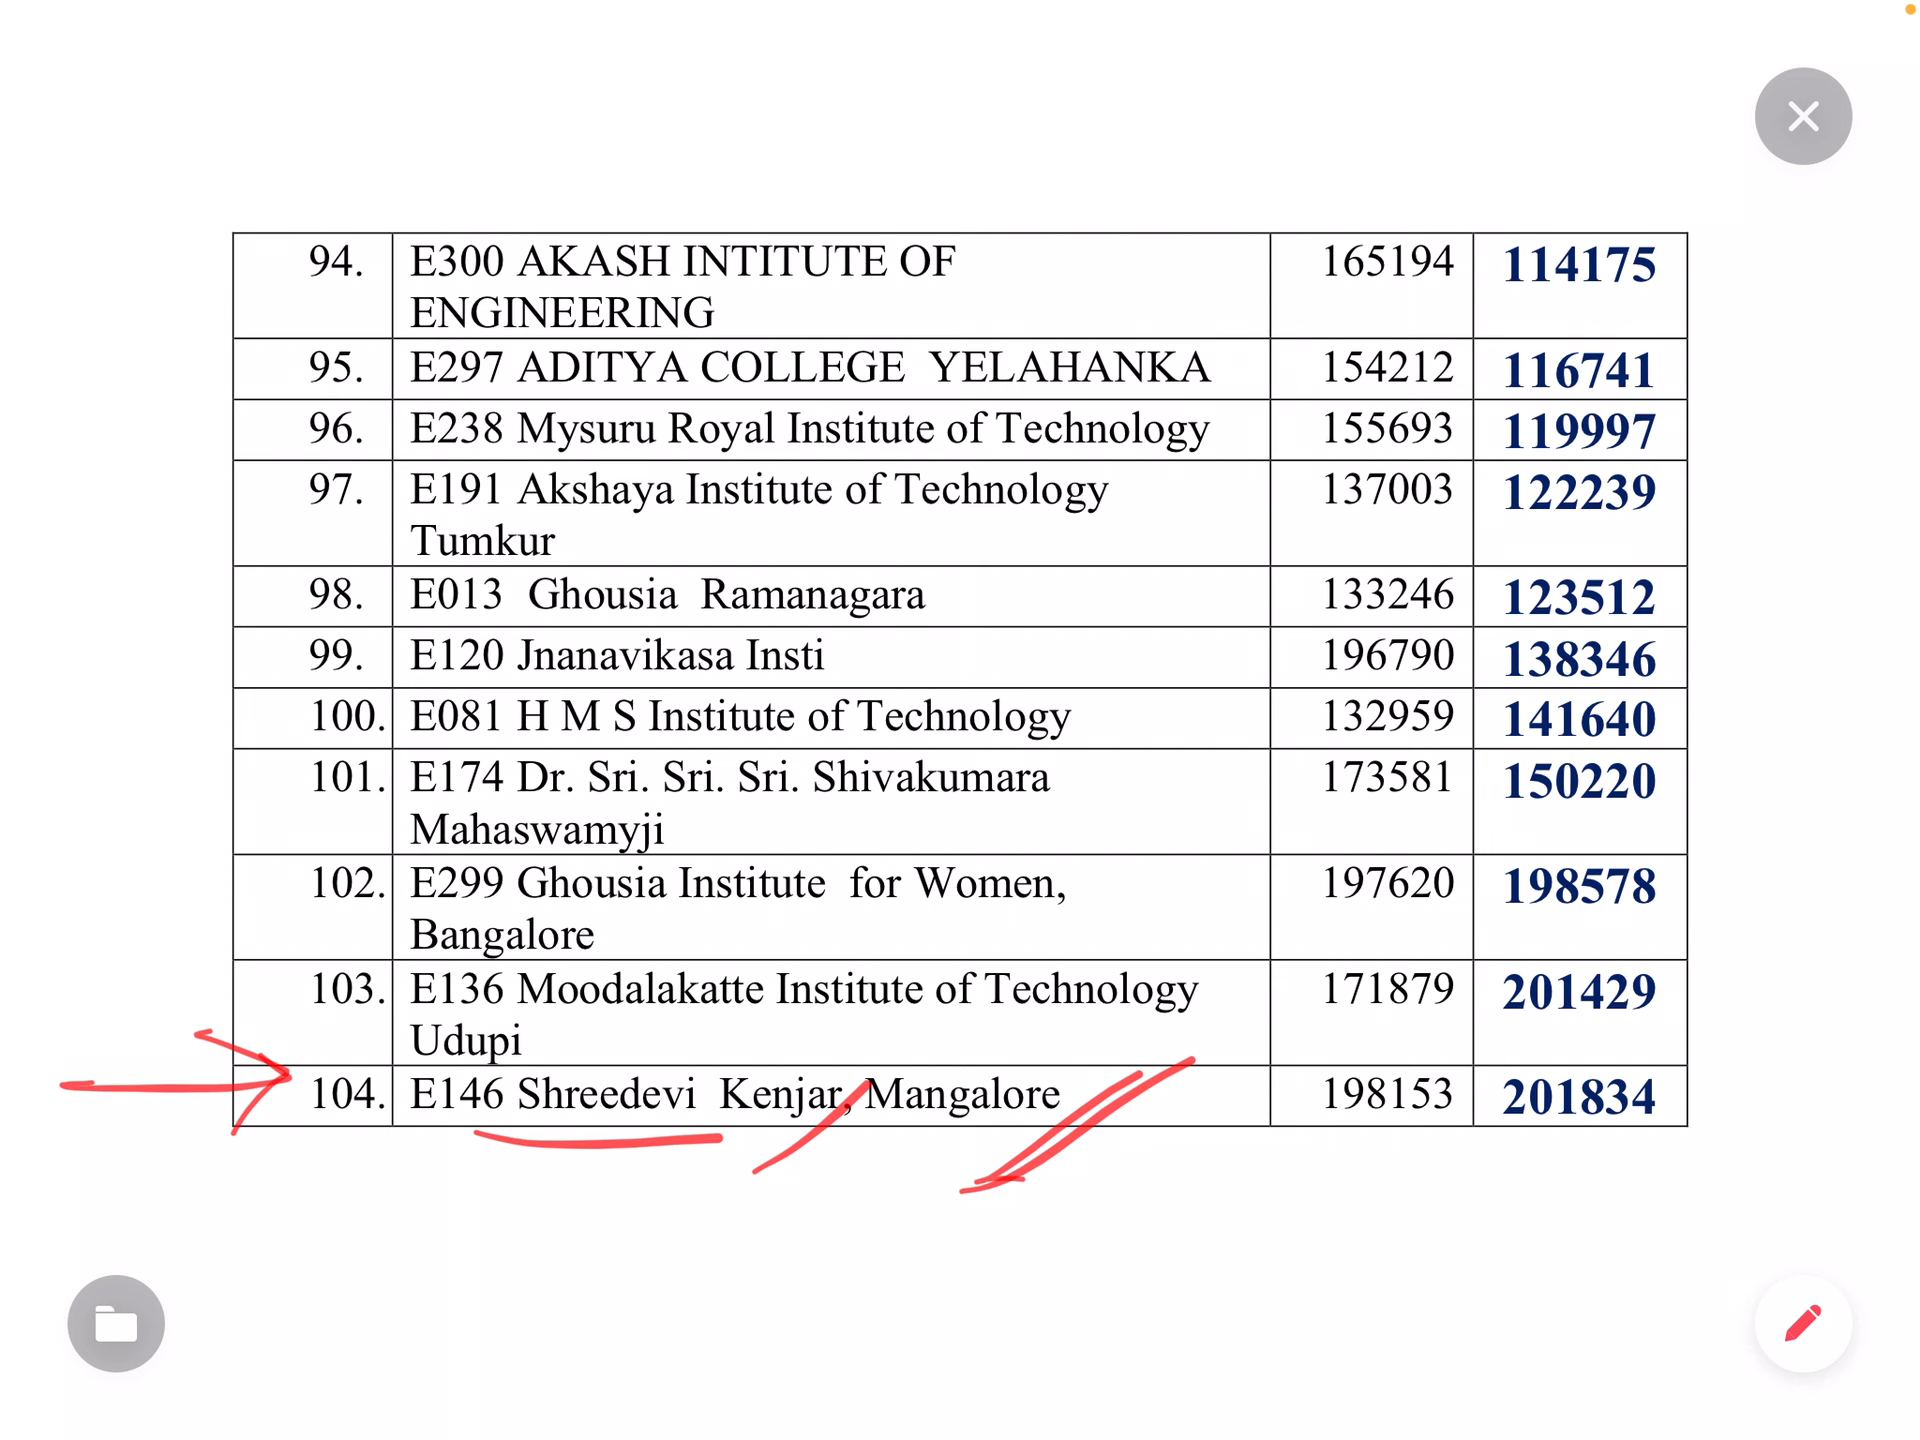 94. E300 AKASH INTITUTE OF 165194 114175
ENGINEERING
95. E297 ADITYA COLLEGE YELAHANKA 154212 116741
96. E238 Mysuru Royal Institute of Technology 155693 119997
97. E191 Akshaya Institute of Technology 137003 122239
Tumkur
98. E013 Ghousia Ramanagara 133246 123512
99. E120 Jnanavikasa Insti 196790 138346
100. E081 H M S Institute of Technology 132959 141640
101. E174 Dr. Sri. Sri. Sri. Shivakumara 173581 150220
Mahaswamyji
102. E299 Ghousia Institute for Women, 197620 198578
Bangalore
103. E136 Moodalakatte Institute of Technology 171879 201429
Udupi
104. E146 Shreedevi Kenjar, Mangalore 198153 201834